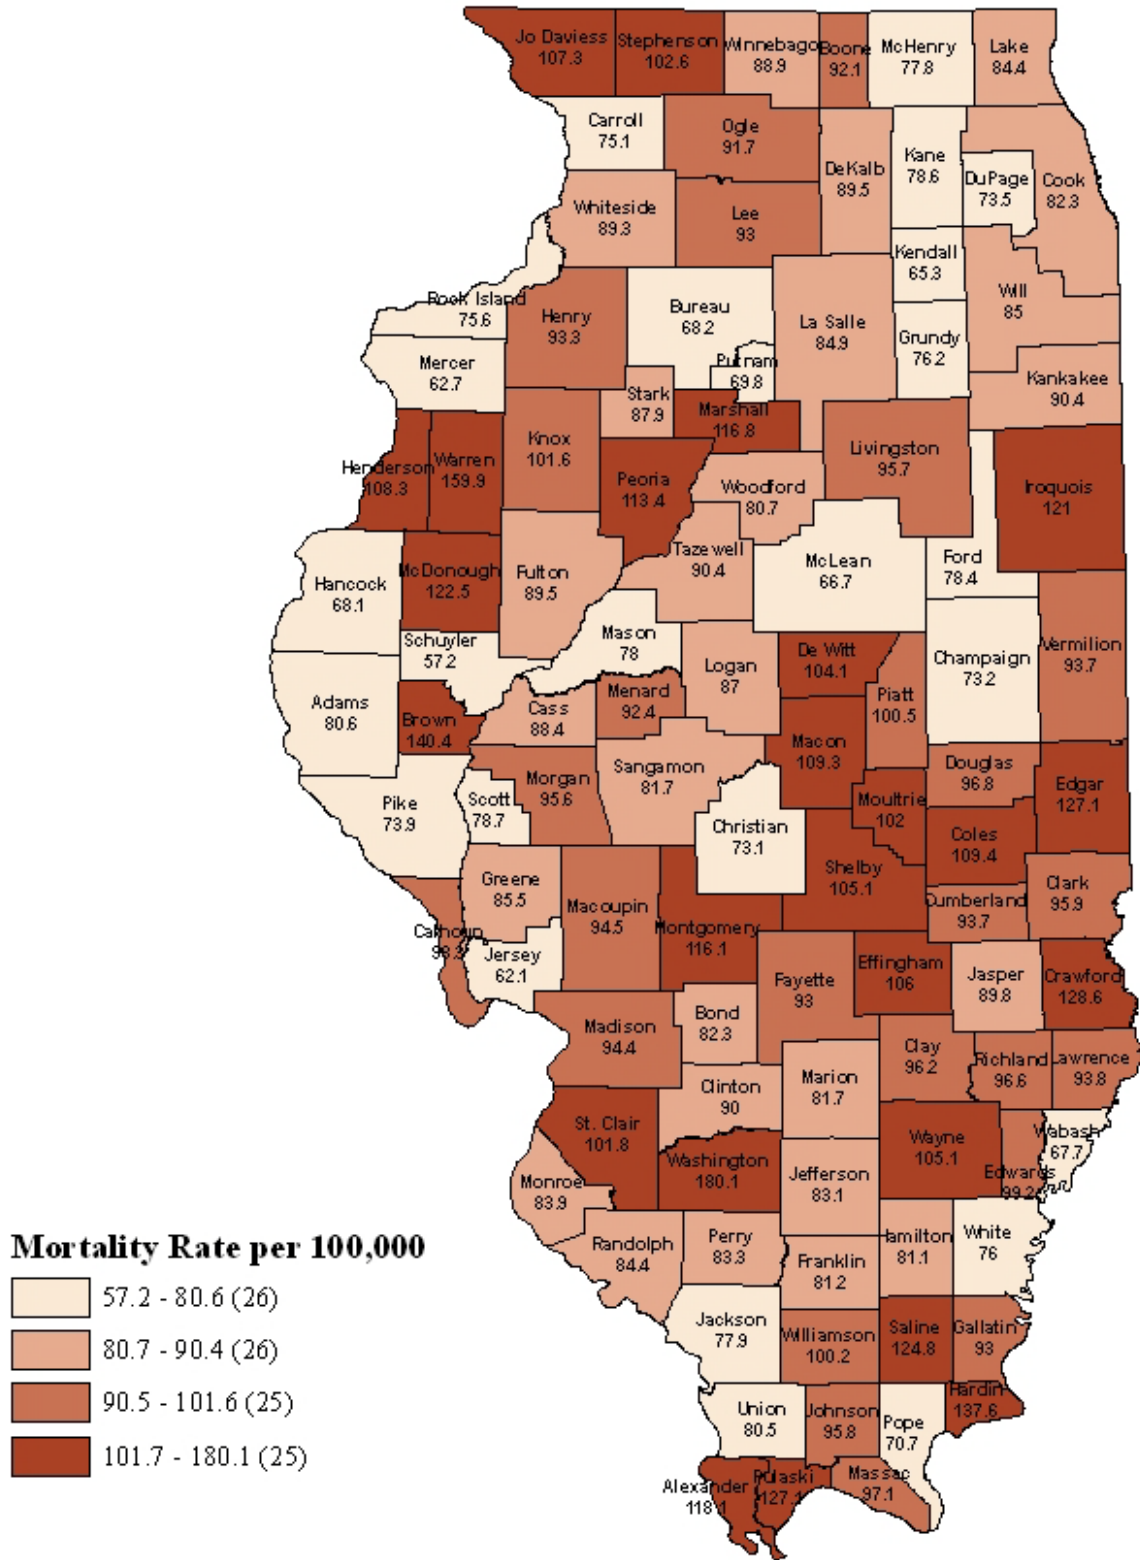 Jo Daviess
107.3
Stephenson
102.6
Winnebago
88.9
Boone
92.1
McHenry
77.8
Lake
84.4
Carroll
75.1
Ogle
91.7
DeKalb
89.5
Kane
78.6
DuPage
73.5
Cook
82.3
Whiteside
89.3
Lee
93
Kendall
65.3
Rock Island
75.6
Henry
93.3
Bureau
68.2
La Salle
84.9
Grundy
76.2
Will
85
Mercer
62.7
Putnam
69.8
Kankakee
90.4
Stark
87.9
Marshall
116.8
Henderson
108.3
Warren
159.9
Knox
101.6
Peoria
113.4
Woodford
80.7
Livingston
95.7
Iroquois
121
Hancock
68.1
McDonough
122.5
Fulton
89.5
Tazewell
90.4
McLean
66.7
Ford
78.4
Schuyler
57.2
Mason
78
Logan
87
De Witt
104.1
Champaign
73.2
Vermilion
93.7
Adams
80.6
Brown
140.4
Cass
88.4
Menard
92.4
Piatt
100.5
Macon
109.3
Pike
73.9
Scott
78.7
Morgan
95.6
Sangamon
81.7
Christian
73.1
Moultrie
102
Douglas
96.8
Edgar
127.1
Coles
109.4
Greene
85.5
Macoupin
94.5
Montgomery
116.1
Shelby
105.1
Cumberland
93.7
Clark
95.9
Calhoun
Jersey
62.1
Fayette
93
Effingham
106
Jasper
89.8
Crawford
128.6
Madison
94.4
Bond
82.3
Clay
96.2
Richland
96.6
Lawrence
93.8
Clinton
90
Marion
81.7
St. Clair
101.8
Washington
180.1
Wayne
105.1
Edwards
99.2
Wabash
67.7
Monroe
83.9
Jefferson
83.1
Randolph
84.4
Perry
83.3
Franklin
81.2
Hamilton
81.1
White
76
Jackson
77.9
Williamson
100.2
Saline
124.8
Gallatin
93
Union
80.5
Johnson
95.8
Pope
70.7
Hardin
137.6
Alexander
118.1
Pulaski
127.1
Massac
97.1
Mortality Rate per 100,000
57.2 - 80.6 (26)
80.7 - 90.4 (26)
90.5 - 101.6 (25)
101.7 - 180.1 (25)